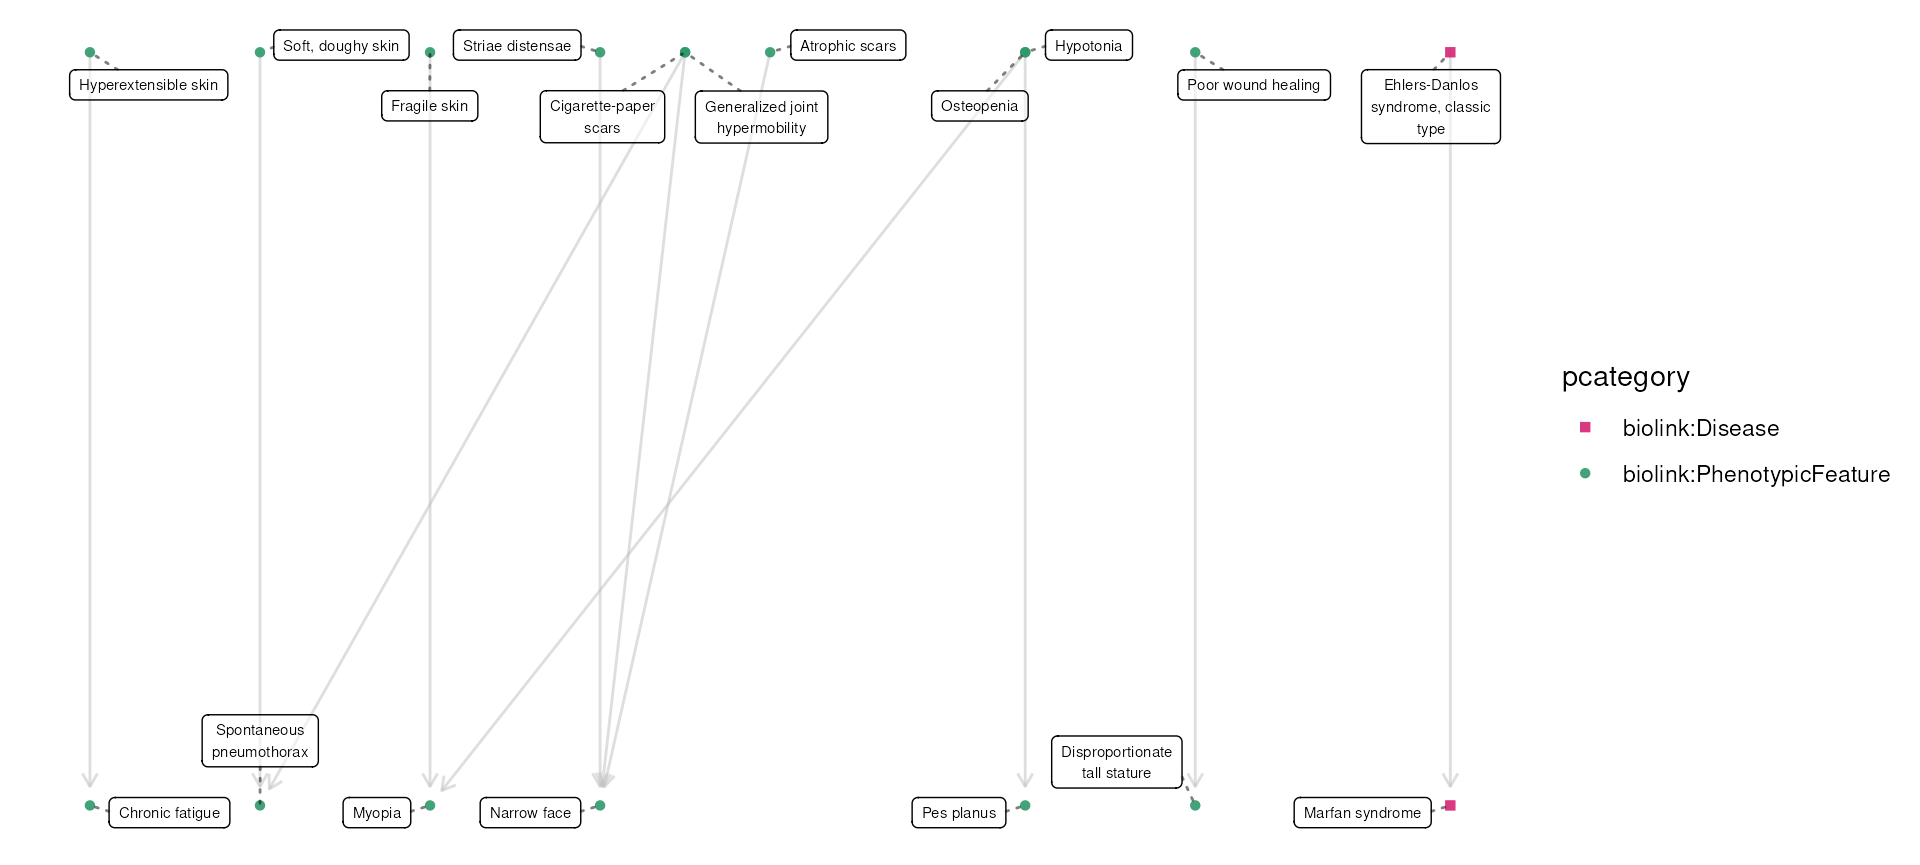 Soft, doughy skin
Striae distensae
Atrophic scars
Hypotonia
Hyperextensible skin
Fragile skin
Cigarette-paper
scars
Generalized joint
hypermobility
Osteopenia
Poor wound healing
Ehlers-Danlos
syndrome, classic
type
pcategory
biolink:Disease
biolink:PhenotypicFeature
Spontaneous
pneumothorax
Disproportionate
tall stature
Chronic fatigue
Myopia
Narrow face
Pes planus
Marfan syndrome